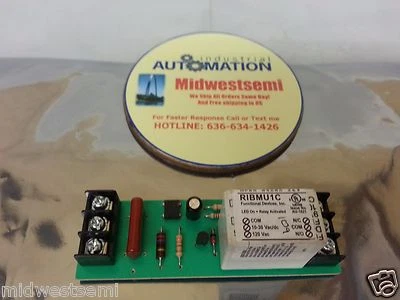 industrial
AUTOMATION
Midwestsemi
We Ship All Orders Same Day!
And Free shipping in US
For Faster Response Call or Text me
HOTLINE: 636-634-1426
RIBMU1C
Functional Devices, Inc.
LED On = Relay Activated
COM N/C
10-30 Vac/dc COM
120 Vac N/O
midwestsemi